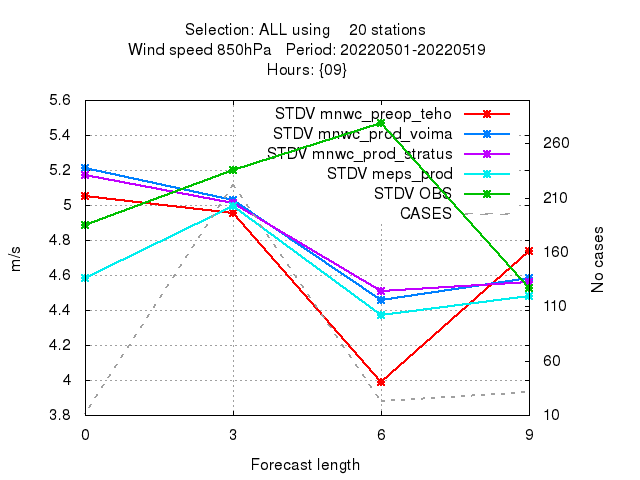 Selection: ALL using    20 stations
Wind speed 850hPa   Period: 20220501-20220519
Hours: {09}
STDV mnwc_preop_teho
STDV mnwc_prod_voima
STDV mnwc_prod_stratus
STDV meps_prod
STDV OBS
CASES
5.6
5.4
5.2
5
4.8
4.6
4.4
4.2
4
3.8
m/s
260
210
160
110
60
10
No cases
0 3 6 9
Forecast length